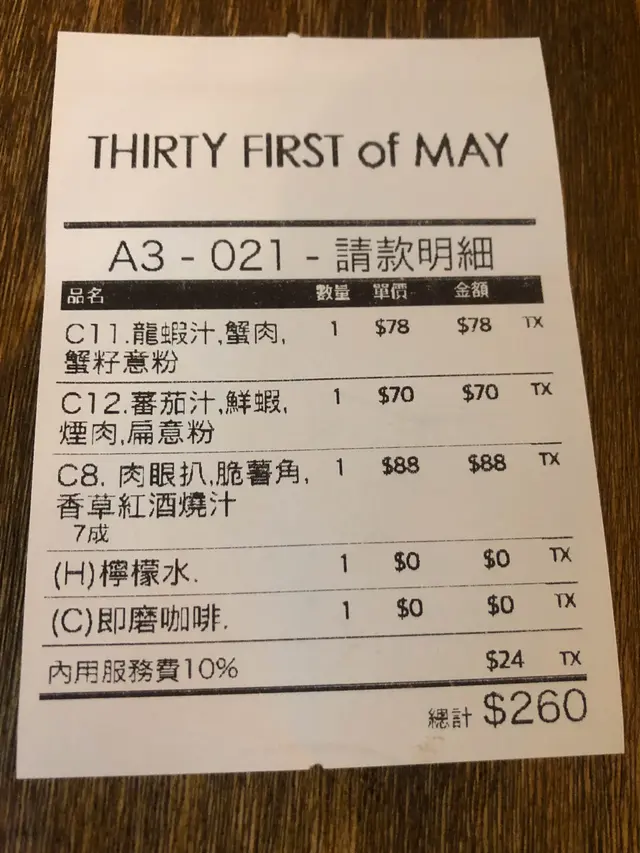 THIRTY FIRST of MAY
A3 - 021 - 請款明細
品名 數量 單價 金額
C11.龍蝦汁,蟹肉, 1 $78 $78 TX
蟹籽意粉
C12.蕃茄汁,鮮蝦, 1 $70 $70 TX
煙肉,扁意粉
C8. 肉眼扒,脆薯角, 1 $88 $88 TX
香草紅酒燒汁
7成
(H)檸檬水. 1 $0 $0 TX
(C)即磨咖啡. 1 $0 $0 TX
內用服務費10% $24 TX
總計 $260